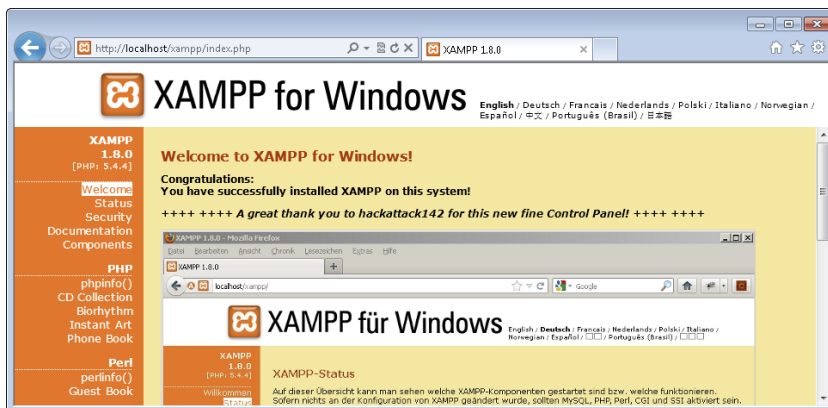 http://localhost/xampp/index.php
XAMPP 1.8.0
XAMPP for Windows
English / Deutsch / Francais / Nederlands / Polski / Italiano / Norwegian /
Español / 中文 / Português (Brasil) / 日本語
XAMPP
1.8.0
[PHP: 5.4.4]
Welcome
Status
Security
Documentation
Components
PHP
phpinfo()
CD Collection
Biorhythm
Instant Art
Phone Book
Perl
perlinfo()
Guest Book
Welcome to XAMPP for Windows!
Congratulations:
You have successfully installed XAMPP on this system!
++++ ++++ A great thank you to hackattack142 for this new fine Control Panel! ++++ ++++
XAMPP 1.8.0 - Mozilla Firefox
Datei Bearbeiten Ansicht Chronik Lesezeichen Extras Hilfe
XAMPP 1.8.0
localhost/xampp/
Google
XAMPP für Windows
English / Deutsch / Francais / Nederlands / Polski / Italiano /
Norwegian / Español / □□ / Português (Brasil) / □□□
XAMPP
1.8.0
[PHP: 5.4.4]
Willkommen
Status
XAMPP-Status
Auf dieser Übersicht kann man sehen welche XAMPP-Komponenten gestartet sind bzw. welche funktionieren.
Sofern nichts an der Konfiguration von XAMPP geändert wurde, sollten MySQL, PHP, Perl, CGI und SSI aktiviert sein.